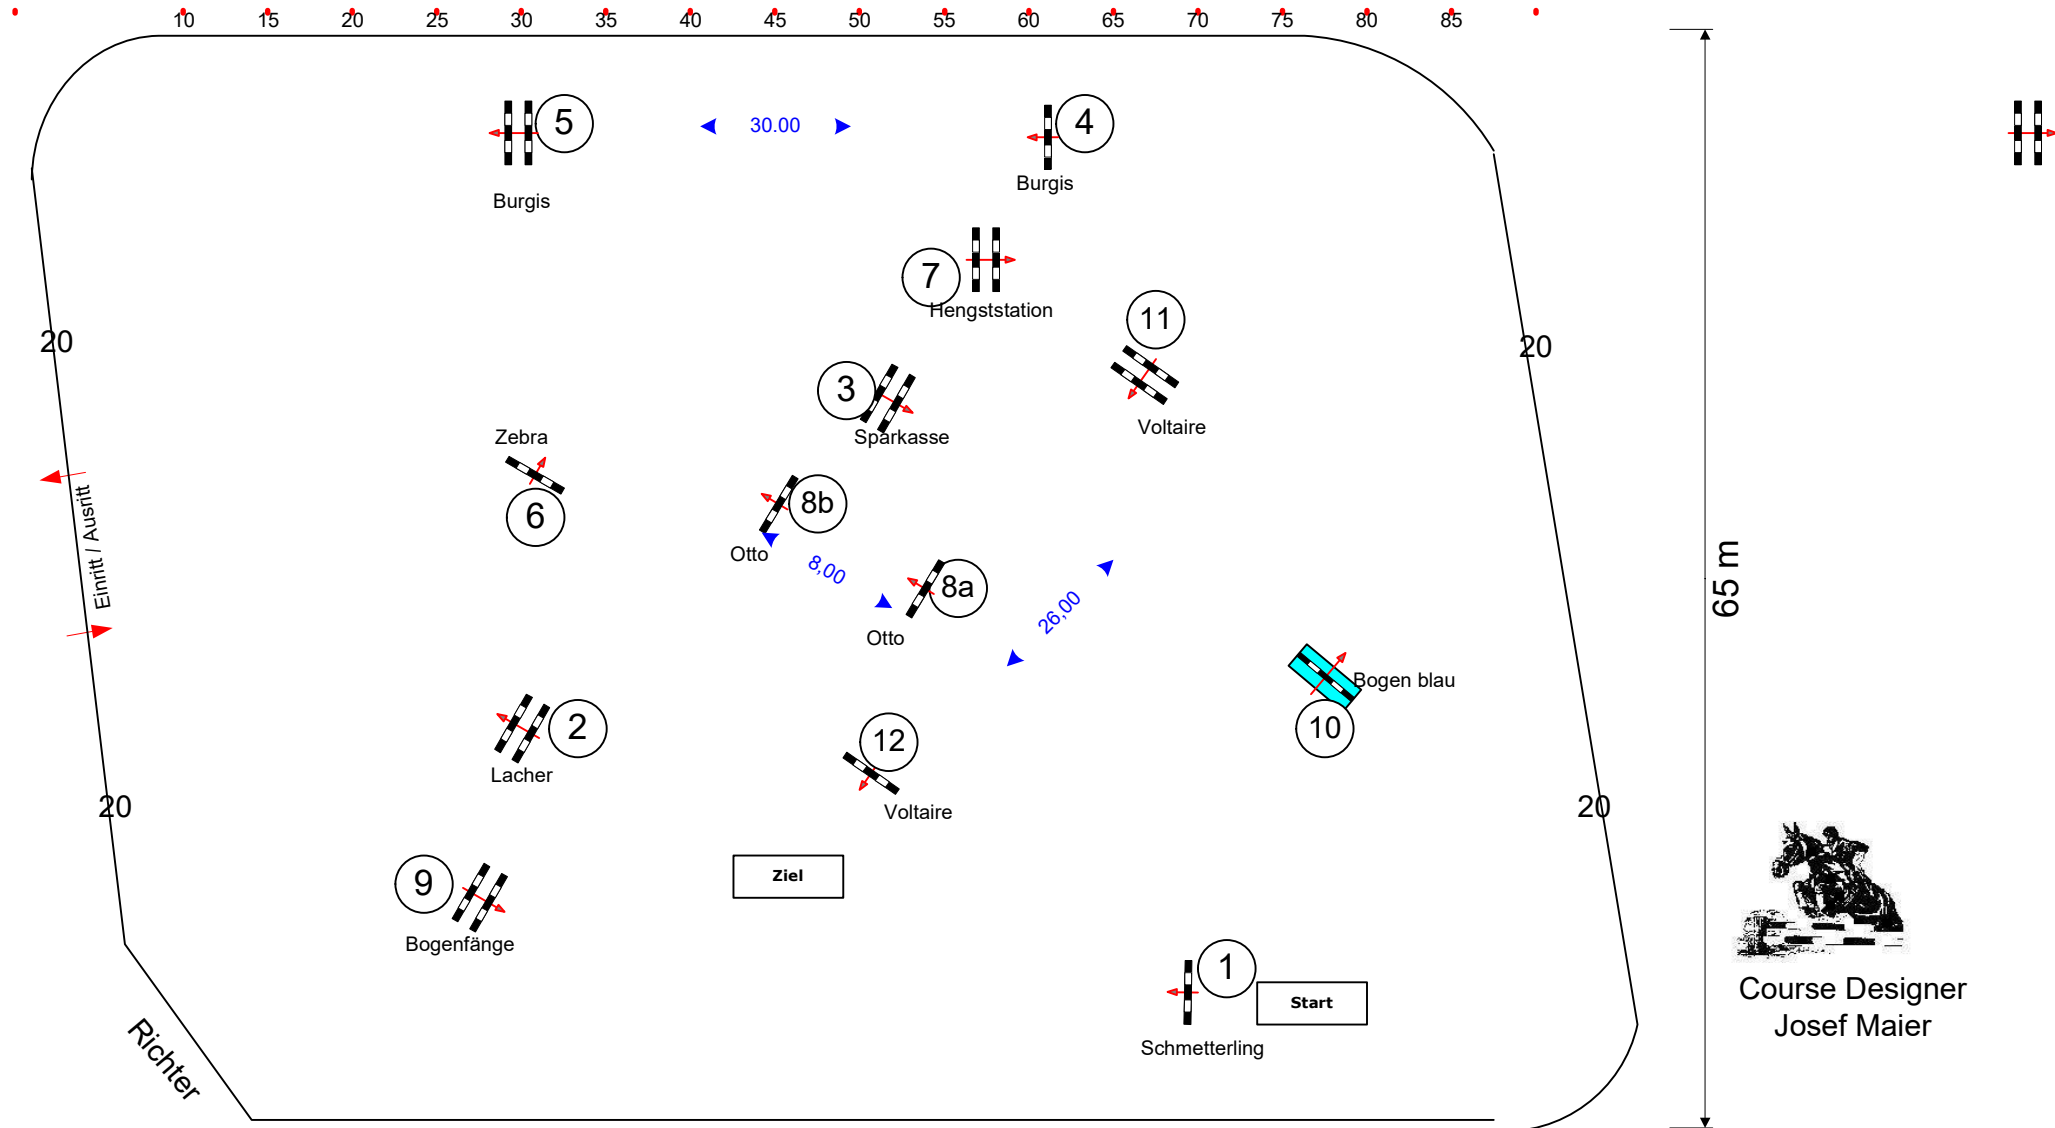 10 15 20 25 30 35 40 45 50 55 60 65 70 75 80 85
5
30.00
4
Burgis
Burgis
7
Hengststation
11
20
20
3
Sparkasse
Voltaire
Zebra
6
8b
Otto
8,00
8a
Otto
26,00
Einritt / Ausritt
65 m
Bogen blau
10
2
Lacher
12
Voltaire
20
20
Ziel
9
Bogenfänge
1
Start
Schmetterling
Richter
Course Designer
Josef Maier